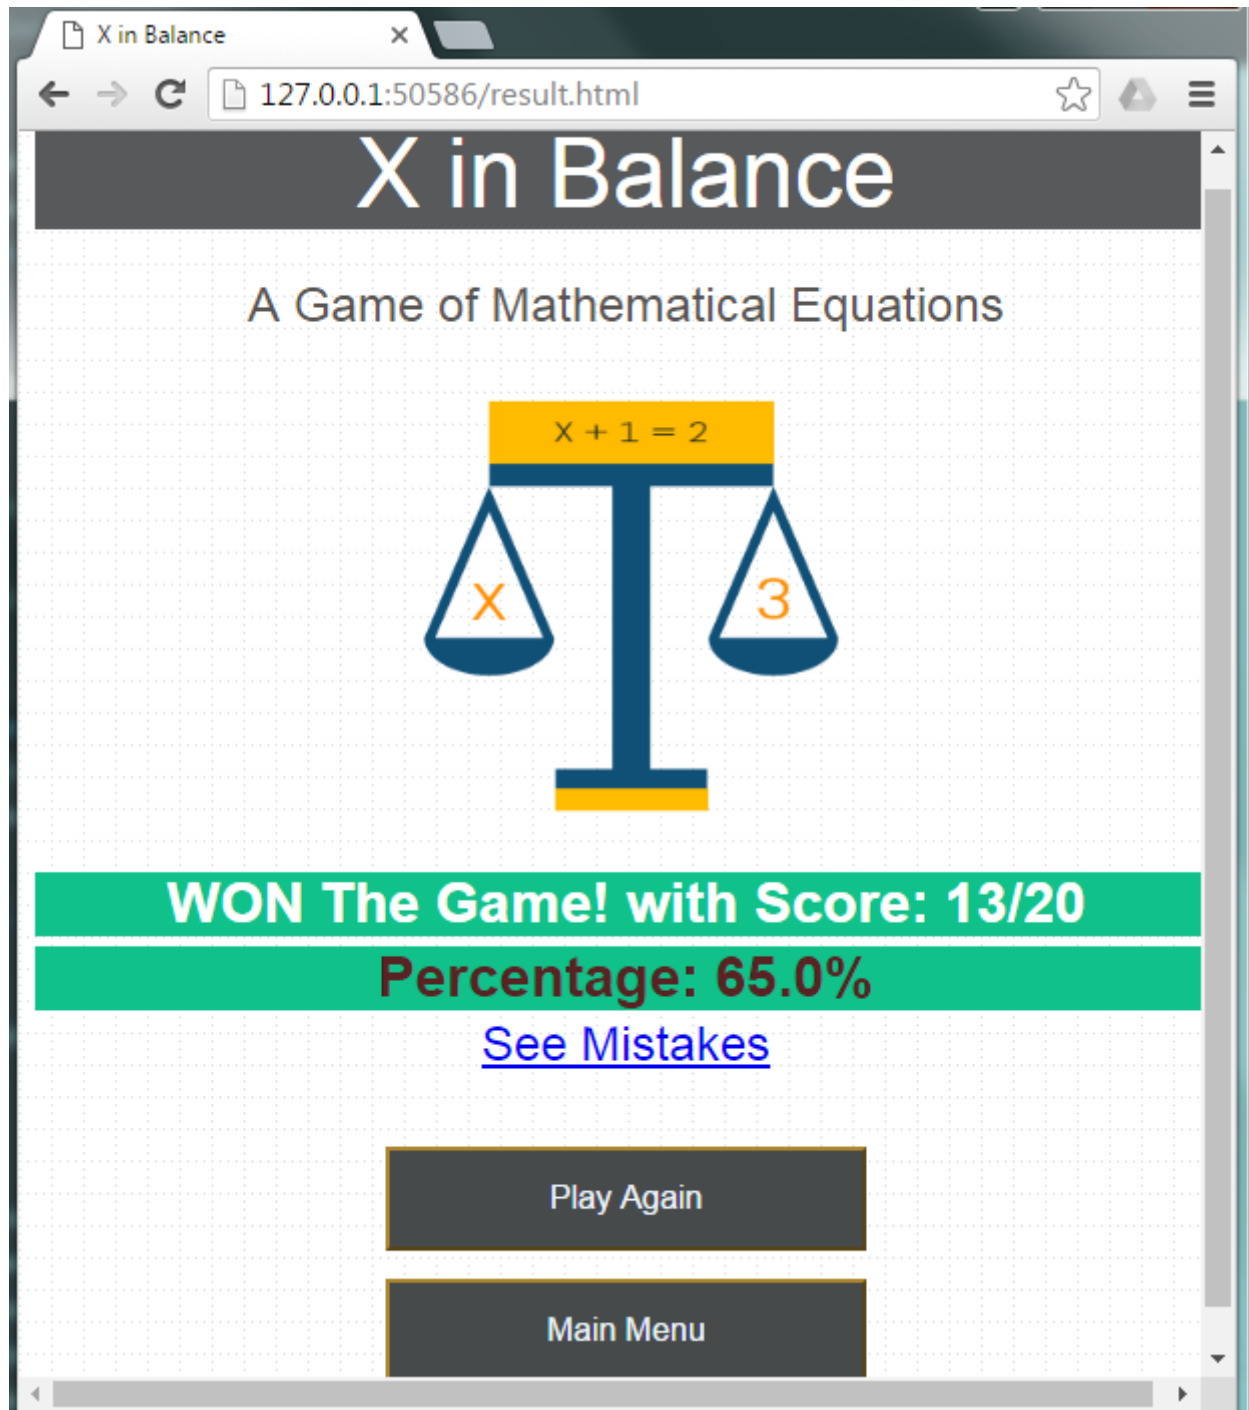 X in Balance
127.0.0.1:50586/result.html
X in Balance
A Game of Mathematical Equations
X + 1 = 2
X 3
WON The Game! with Score: 13/20
Percentage: 65.0%
See Mistakes
Play Again
Main Menu